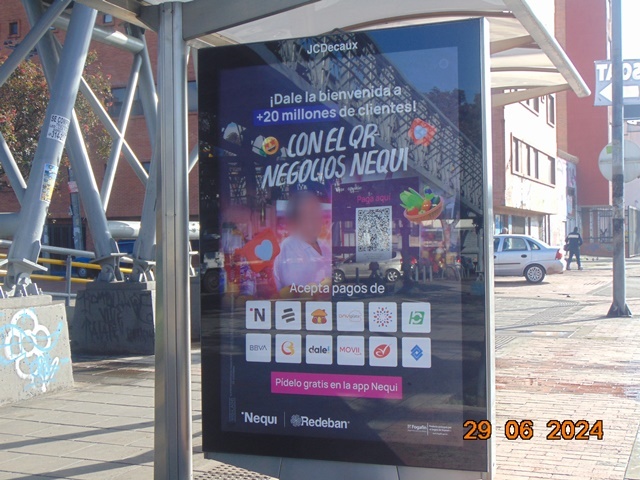 JCDecaux
¡Dale la bienvenida a
+20 millones de clientes!
CON EL QR
NEGOCIOS NEQUI
Paga aquí
Acepta pagos de
N
BBVA
dale!
MOVII
Pídelo gratis en la app Nequi
Nequi
Redeban
29 06 2024